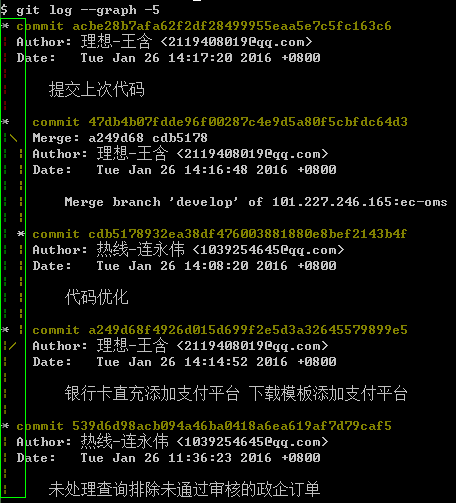 $ git log --graph -5
* commit acbe28b7afa62f2df28499955eaa5e7c5fc163c6
| Author: 理想-王含 <2119408019@qq.com>
| Date:   Tue Jan 26 14:17:20 2016 +0800
|
|     提交上次代码
|
*   commit 47db4b07fdde96f00287c4e9d5a80f5cbfdc64d3
|\  Merge: a249d68 cdb5178
| | Author: 理想-王含 <2119408019@qq.com>
| | Date:   Tue Jan 26 14:16:48 2016 +0800
| |
| |     Merge branch 'develop' of 101.227.246.165:ec-oms
| |
| * commit cdb5178932ea38df476003881880e8bef2143b4f
| | Author: 热线-连永伟 <1039254645@qq.com>
| | Date:   Tue Jan 26 14:08:20 2016 +0800
| |
| |     代码优化
| |
* | commit a249d68f4926d015d699f2e5d3a32645579899e5
|/  Author: 理想-王含 <2119408019@qq.com>
|   Date:   Tue Jan 26 14:14:52 2016 +0800
|
|       银行卡直充添加支付平台 下载模板添加支付平台
|
* commit 539d6d98acb094a46ba0418a6ea619af7d79caf5
| Author: 热线-连永伟 <1039254645@qq.com>
| Date:   Tue Jan 26 11:36:23 2016 +0800
|
|     未处理查询排除未通过审核的政企订单